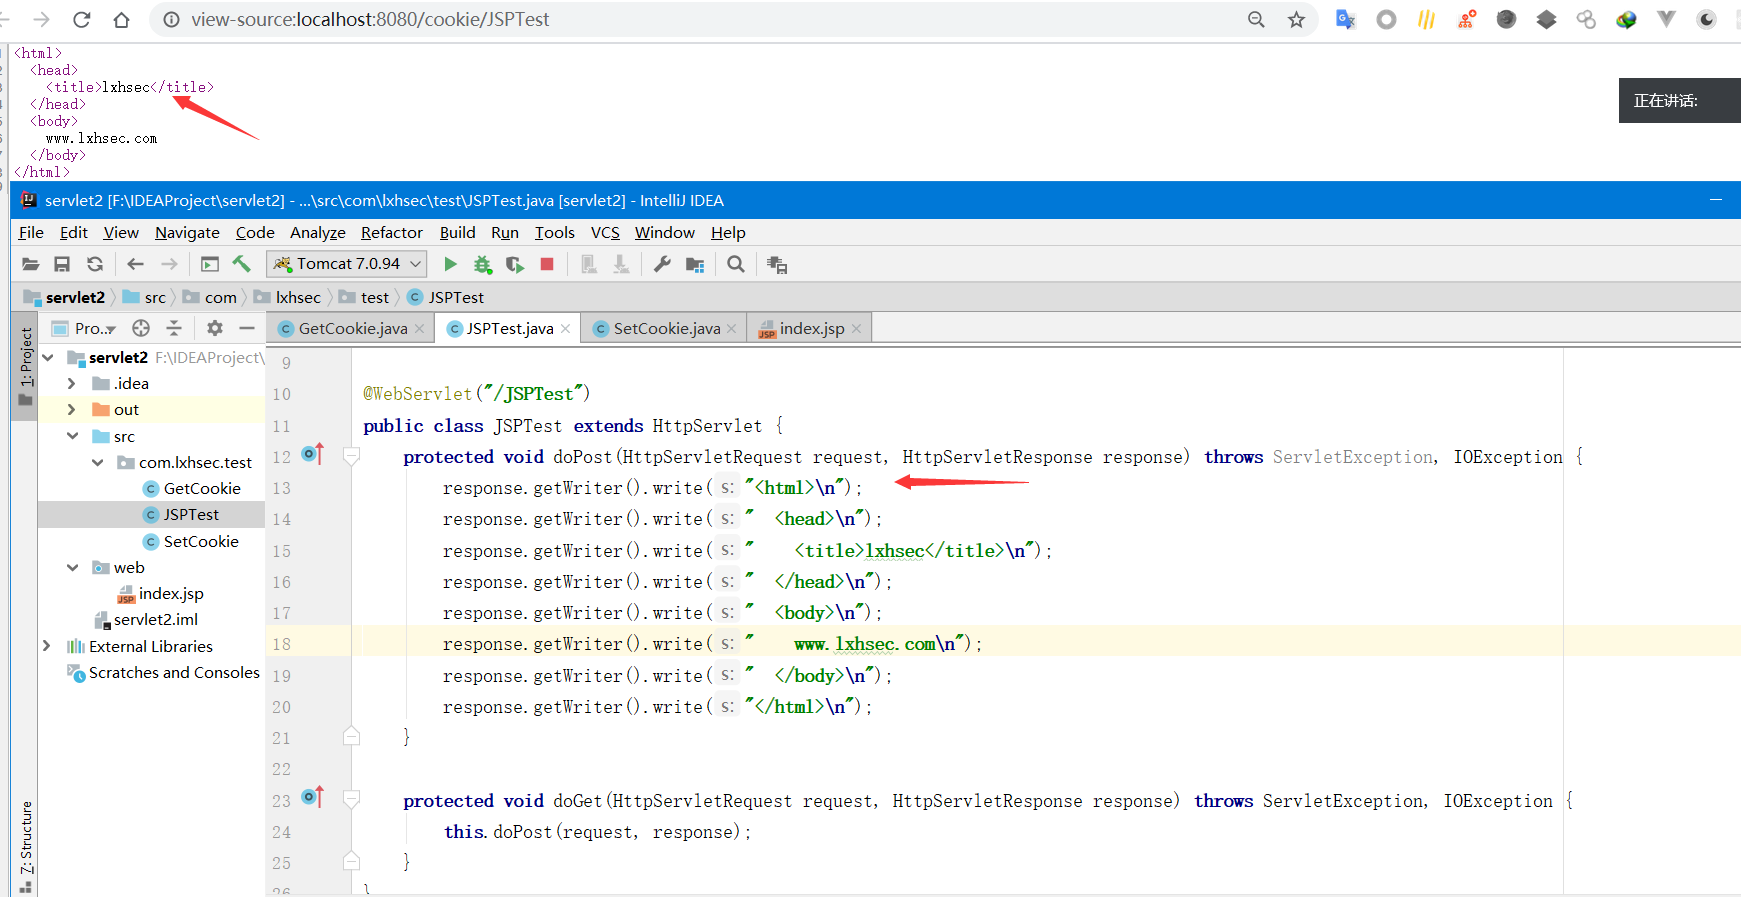 view-source:localhost:8080/cookie/JSPTest
<html>
<head>
<title>lxhsec</title>
</head>
<body>
www.lxhsec.com
</body>
</html>
正在讲话:
servlet2 [F:\IDEAProject\servlet2] - ...\src\com\lxhsec\test\JSPTest.java [servlet2] - IntelliJ IDEA
File Edit View Navigate Code Analyze Refactor Build Run Tools VCS Window Help
Tomcat 7.0.94
servlet2 src com lxhsec test JSPTest
1: Project
Pro..
GetCookie.java JSPTest.java SetCookie.java index.jsp
servlet2 F:\IDEAProject\
.idea
out
src
com.lxhsec.test
GetCookie
JSPTest
SetCookie
web
index.jsp
servlet2.iml
External Libraries
Scratches and Consoles
Z: Structure
9
10 @WebServlet("/JSPTest")
11 public class JSPTest extends HttpServlet {
12 protected void doPost(HttpServletRequest request, HttpServletResponse response) throws ServletException, IOException {
13 response.getWriter().write( s: "<html>\n");
14 response.getWriter().write( s: "  <head>\n");
15 response.getWriter().write( s: "    <title>lxhsec</title>\n");
16 response.getWriter().write( s: "  </head>\n");
17 response.getWriter().write( s: "  <body>\n");
18 response.getWriter().write( s: "    www.lxhsec.com\n");
19 response.getWriter().write( s: "  </body>\n");
20 response.getWriter().write( s: "</html>\n");
21 }
22
23 protected void doGet(HttpServletRequest request, HttpServletResponse response) throws ServletException, IOException {
24 this.doPost(request, response);
25 }
26 }